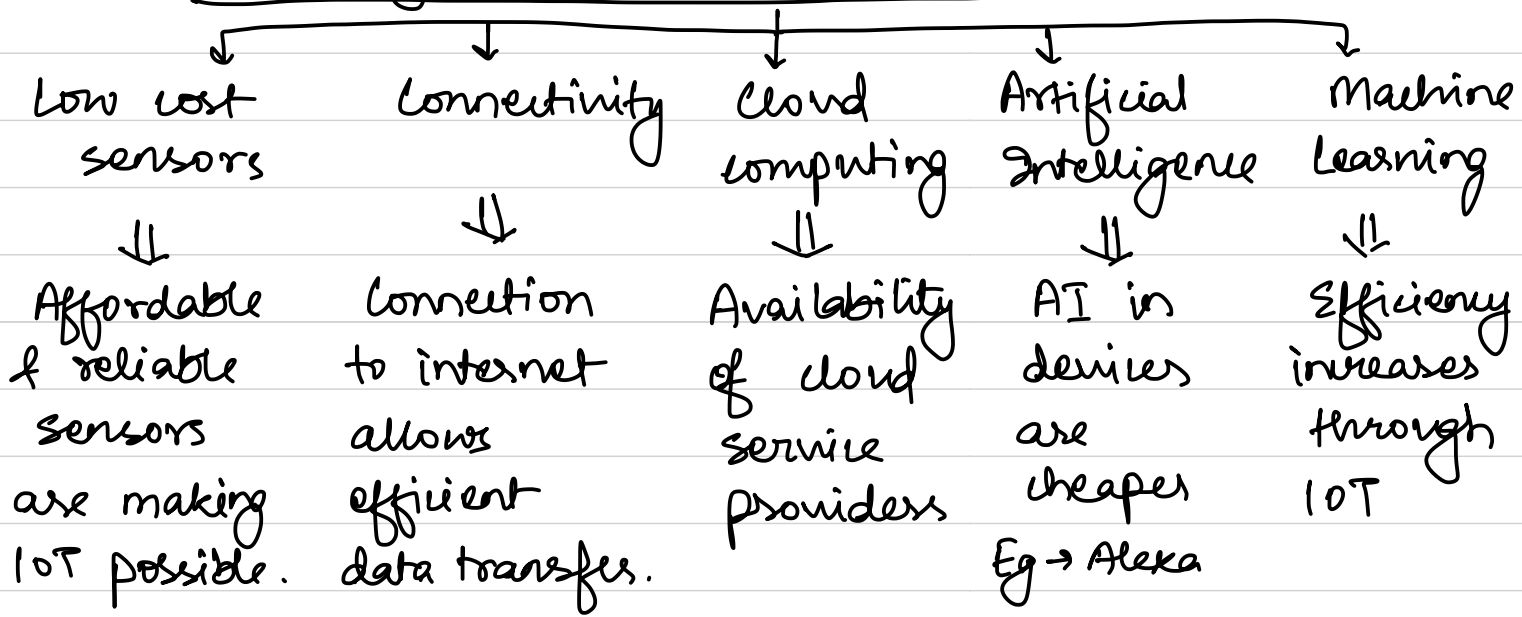 Low cost
sensors
Connectivity
Cloud
computing
Artificial
Intelligence
Machine
Learning
Affordable
& reliable
sensors
are making
IOT possible.
Connection
to internet
allows
efficient
data transfer.
Availability
of cloud
service
providers
AI in
devices
are
cheaper
Eg → Alexa
Efficiency
increases
through
IOT